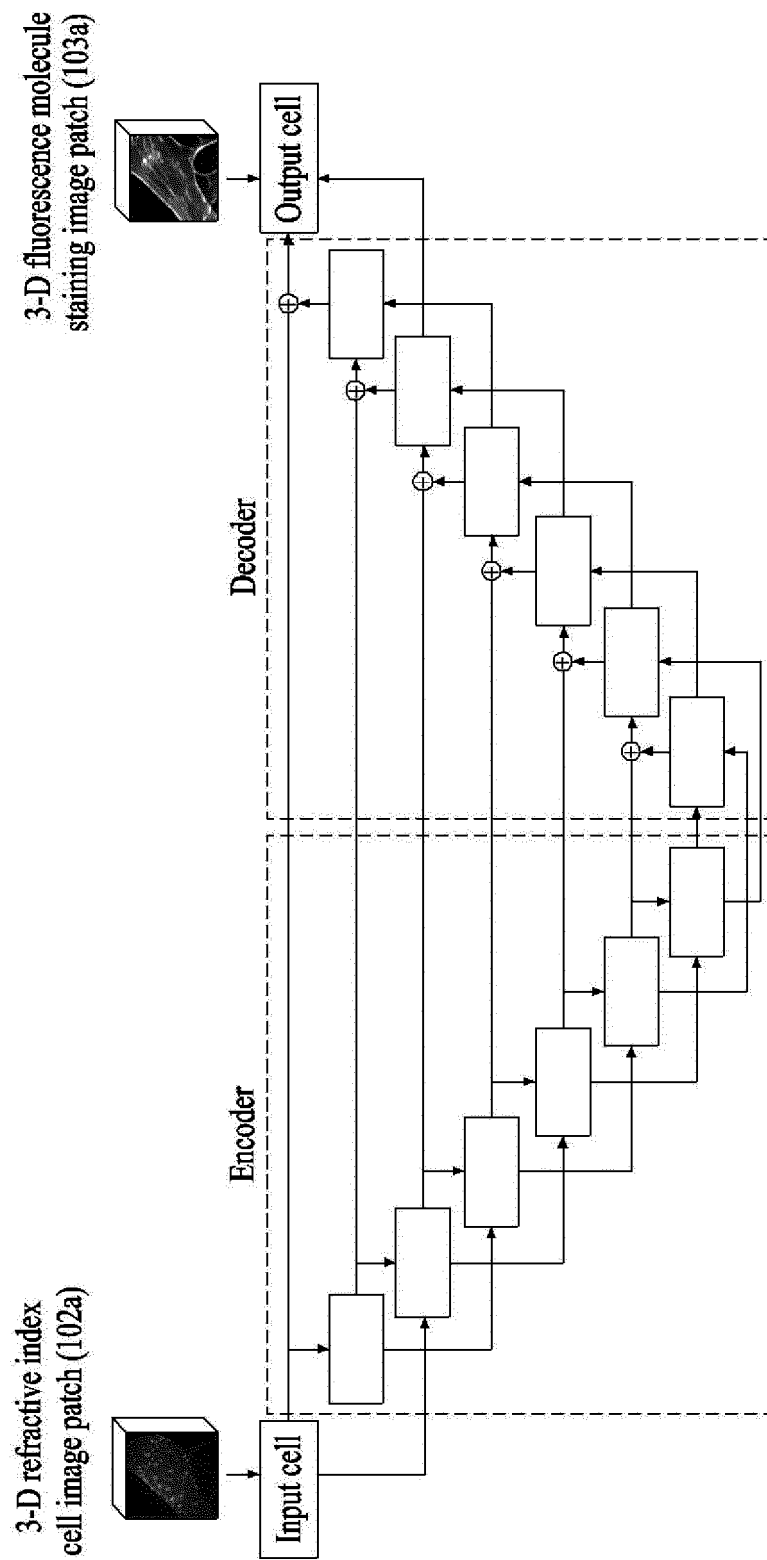 3-D refractive index
cell image patch (102a)
Input cell
Encoder
Decoder
3-D fluorescence molecule
staining image patch (103a)
Output cell